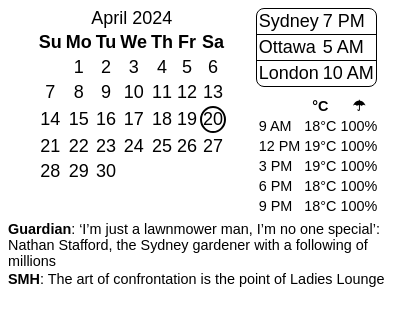 April 2024
Su Mo Tu We Th Fr Sa
1 2 3 4 5 6
7 8 9 10 11 12 13
14 15 16 17 18 19 20
21 22 23 24 25 26 27
28 29 30
Sydney 7 PM
Ottawa 5 AM
London 10 AM
°C ☂
9 AM 18°C 100%
12 PM 19°C 100%
3 PM 19°C 100%
6 PM 18°C 100%
9 PM 18°C 100%
Guardian: ‘I’m just a lawnmower man, I’m no one special’:
Nathan Stafford, the Sydney gardener with a following of
millions
SMH: The art of confrontation is the point of Ladies Lounge